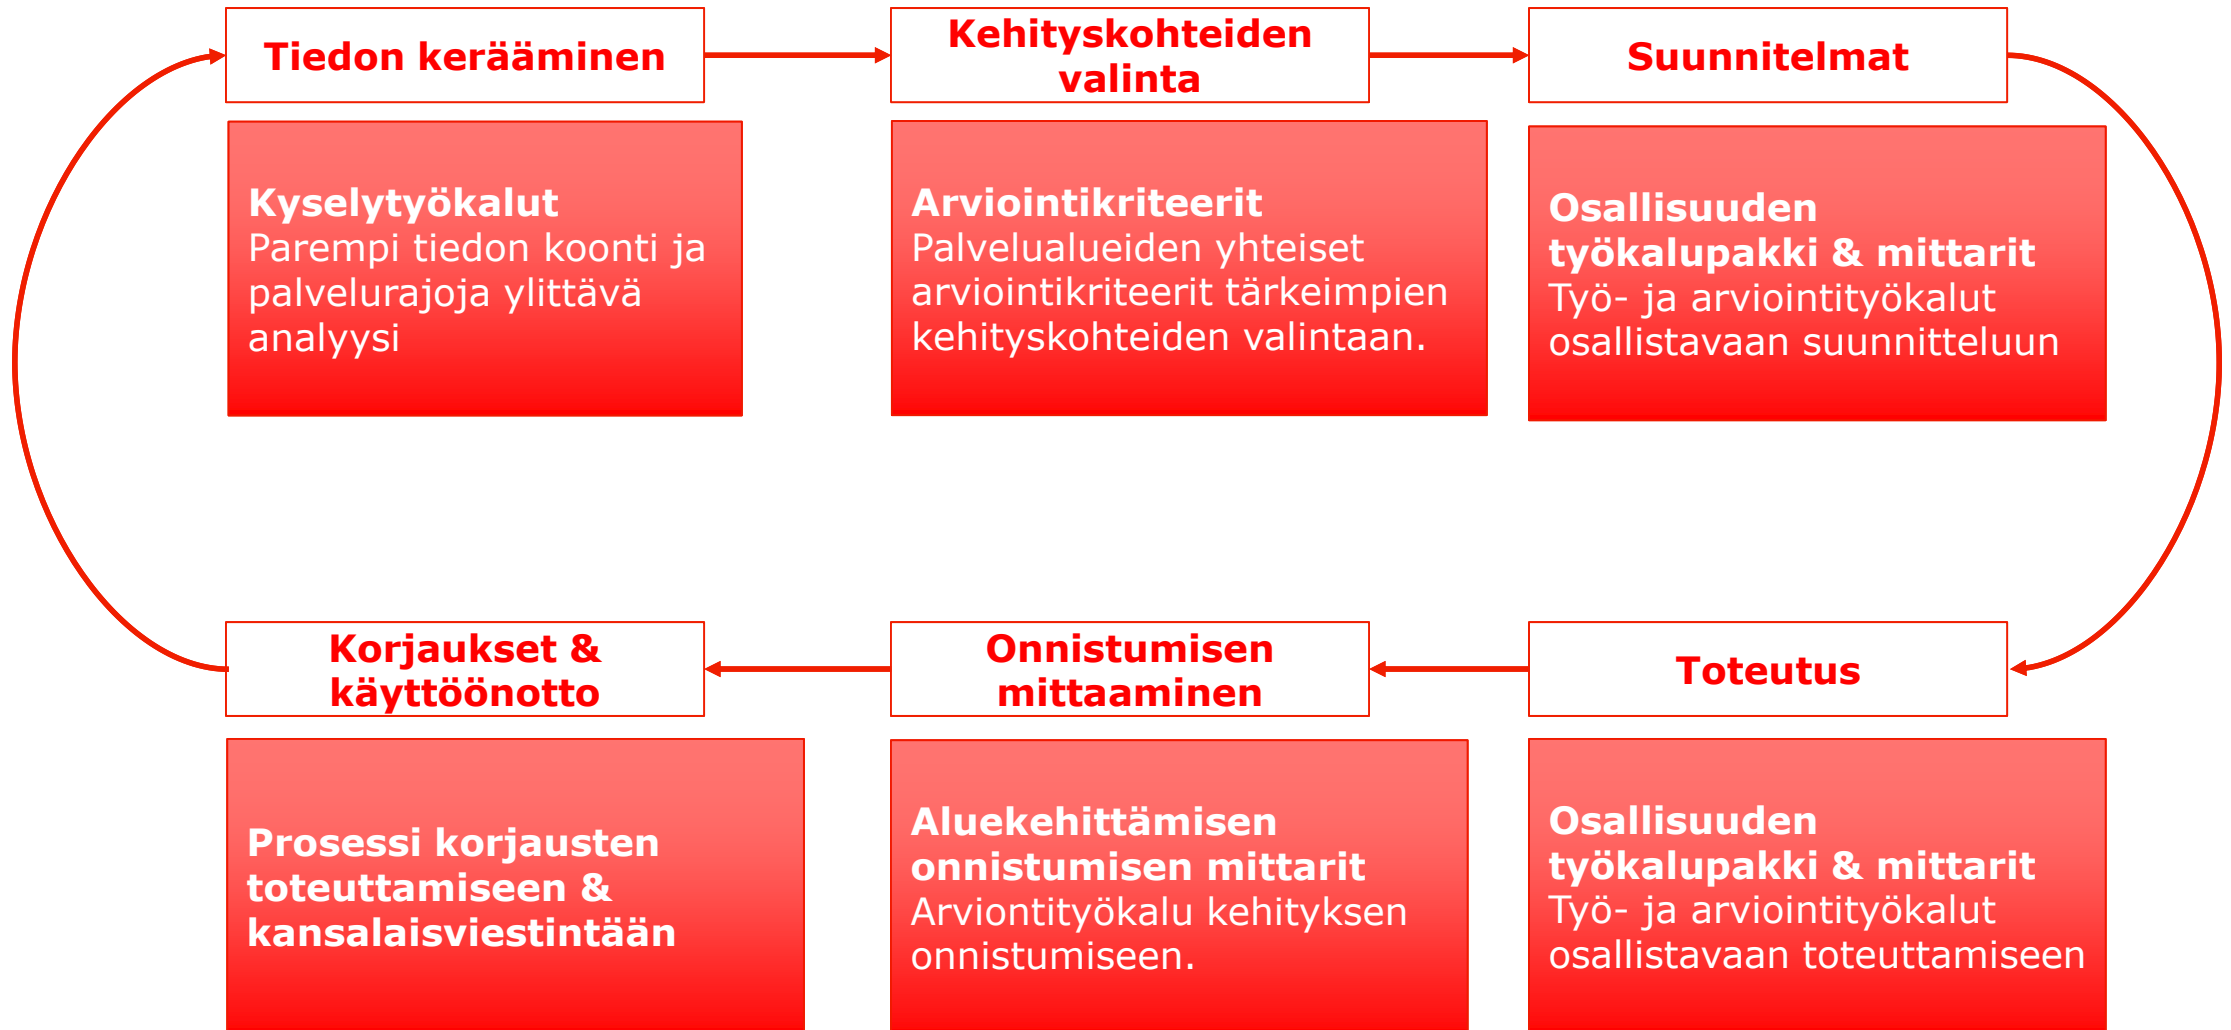 Tiedon kerääminen
Kehityskohteiden
valinta
Suunnitelmat
Kyselytyökalut
Parempi tiedon koonti ja
palvelurajoja ylittävä
analyysi
Arviointikriteerit
Palvelualueiden yhteiset
arviointikriteerit tärkeimpien
kehityskohteiden valintaan.
Osallisuuden
työkalupakki & mittarit
Työ- ja arviointityökalut
osallistavaan suunnitteluun
Korjaukset &
käyttöönotto
Onnistumisen
mittaaminen
Toteutus
Prosessi korjausten
toteuttamiseen &
kansalaisviestintään
Aluekehittämisen
onnistumisen mittarit
Arviontityökalu kehityksen
onnistumiseen.
Osallisuuden
työkalupakki & mittarit
Työ- ja arviointityökalut
osallistavaan toteuttamiseen